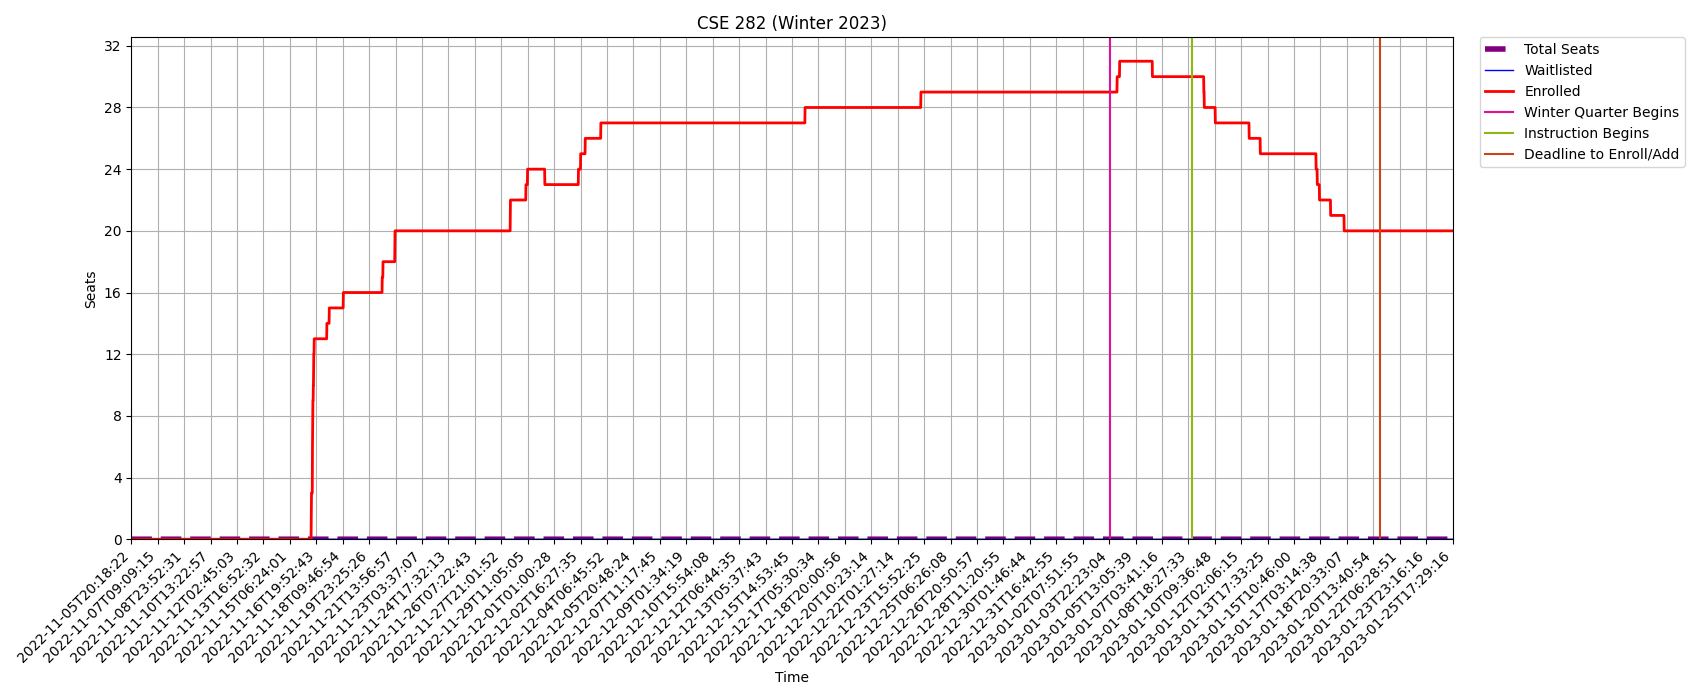 CSE 282 (Winter 2023)
Total Seats
Waitlisted
Enrolled
Winter Quarter Begins
Instruction Begins
Deadline to Enroll/Add
Seats
32
28
24
20
16
12
8
4
0
2022-11-05T20:18:22
2022-11-07T09:09:15
2022-11-08T23:52:31
2022-11-10T13:22:57
2022-11-12T02:45:03
2022-11-13T16:52:32
2022-11-15T06:24:01
2022-11-16T19:52:43
2022-11-18T09:46:54
2022-11-19T23:25:26
2022-11-21T13:56:57
2022-11-23T03:37:07
2022-11-24T17:32:13
2022-11-26T07:22:43
2022-11-27T21:01:52
2022-11-29T11:05:05
2022-12-01T01:00:28
2022-12-02T16:27:35
2022-12-04T06:45:52
2022-12-05T20:48:24
2022-12-07T11:17:45
2022-12-09T01:34:19
2022-12-10T15:54:08
2022-12-12T06:44:35
2022-12-13T05:37:43
2022-12-15T14:53:45
2022-12-17T05:30:34
2022-12-18T20:00:56
2022-12-20T10:23:14
2022-12-22T01:27:14
2022-12-23T15:52:25
2022-12-25T06:26:08
2022-12-26T20:50:57
2022-12-28T11:20:55
2022-12-30T01:46:44
2022-12-31T16:42:55
2023-01-02T07:51:55
2023-01-03T22:23:04
2023-01-05T13:05:39
2023-01-07T03:41:16
2023-01-08T18:27:33
2023-01-10T09:36:48
2023-01-12T02:06:15
2023-01-13T17:33:25
2023-01-15T10:46:00
2023-01-17T03:14:38
2023-01-18T20:33:07
2023-01-20T13:40:54
2023-01-22T06:28:51
2023-01-23T23:16:16
2023-01-25T17:29:16
Time